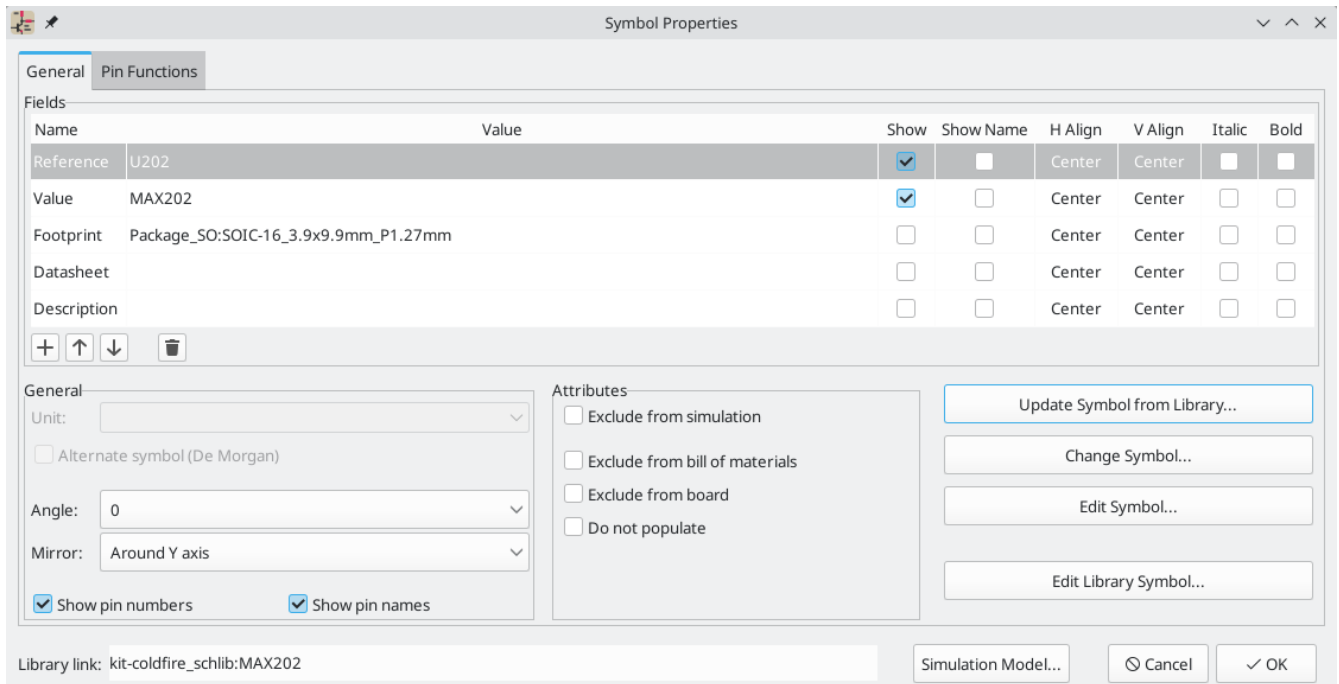 Symbol Properties
General Pin Functions
Fields
Name Value Show Show Name H Align V Align Italic Bold
Reference U202 Center Center
Value MAX202 Center Center
Footprint Package_SO:SOIC-16_3.9x9.9mm_P1.27mm Center Center
Datasheet Center Center
Description Center Center
General
Unit:
Alternate symbol (De Morgan)
Angle: 0
Mirror: Around Y axis
Show pin numbers Show pin names
Attributes
Exclude from simulation
Exclude from bill of materials
Exclude from board
Do not populate
Update Symbol from Library...
Change Symbol...
Edit Symbol...
Edit Library Symbol...
Library link: kit-coldfire_schlib:MAX202
Simulation Model... Cancel OK